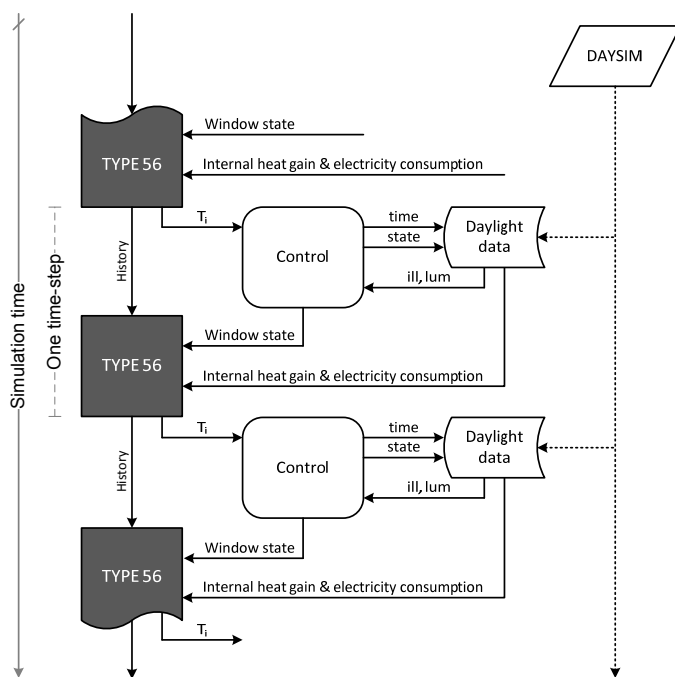 DAYSIM
Window state
TYPE 56
Internal heat gain & electricity consumption
Ti
time
state
Daylight
data
Control
ill, lum
History
One time-step
Simulation time
Window state
TYPE 56
Internal heat gain & electricity consumption
Ti
time
state
Daylight
data
Control
ill, lum
History
Window state
TYPE 56
Internal heat gain & electricity consumption
Ti